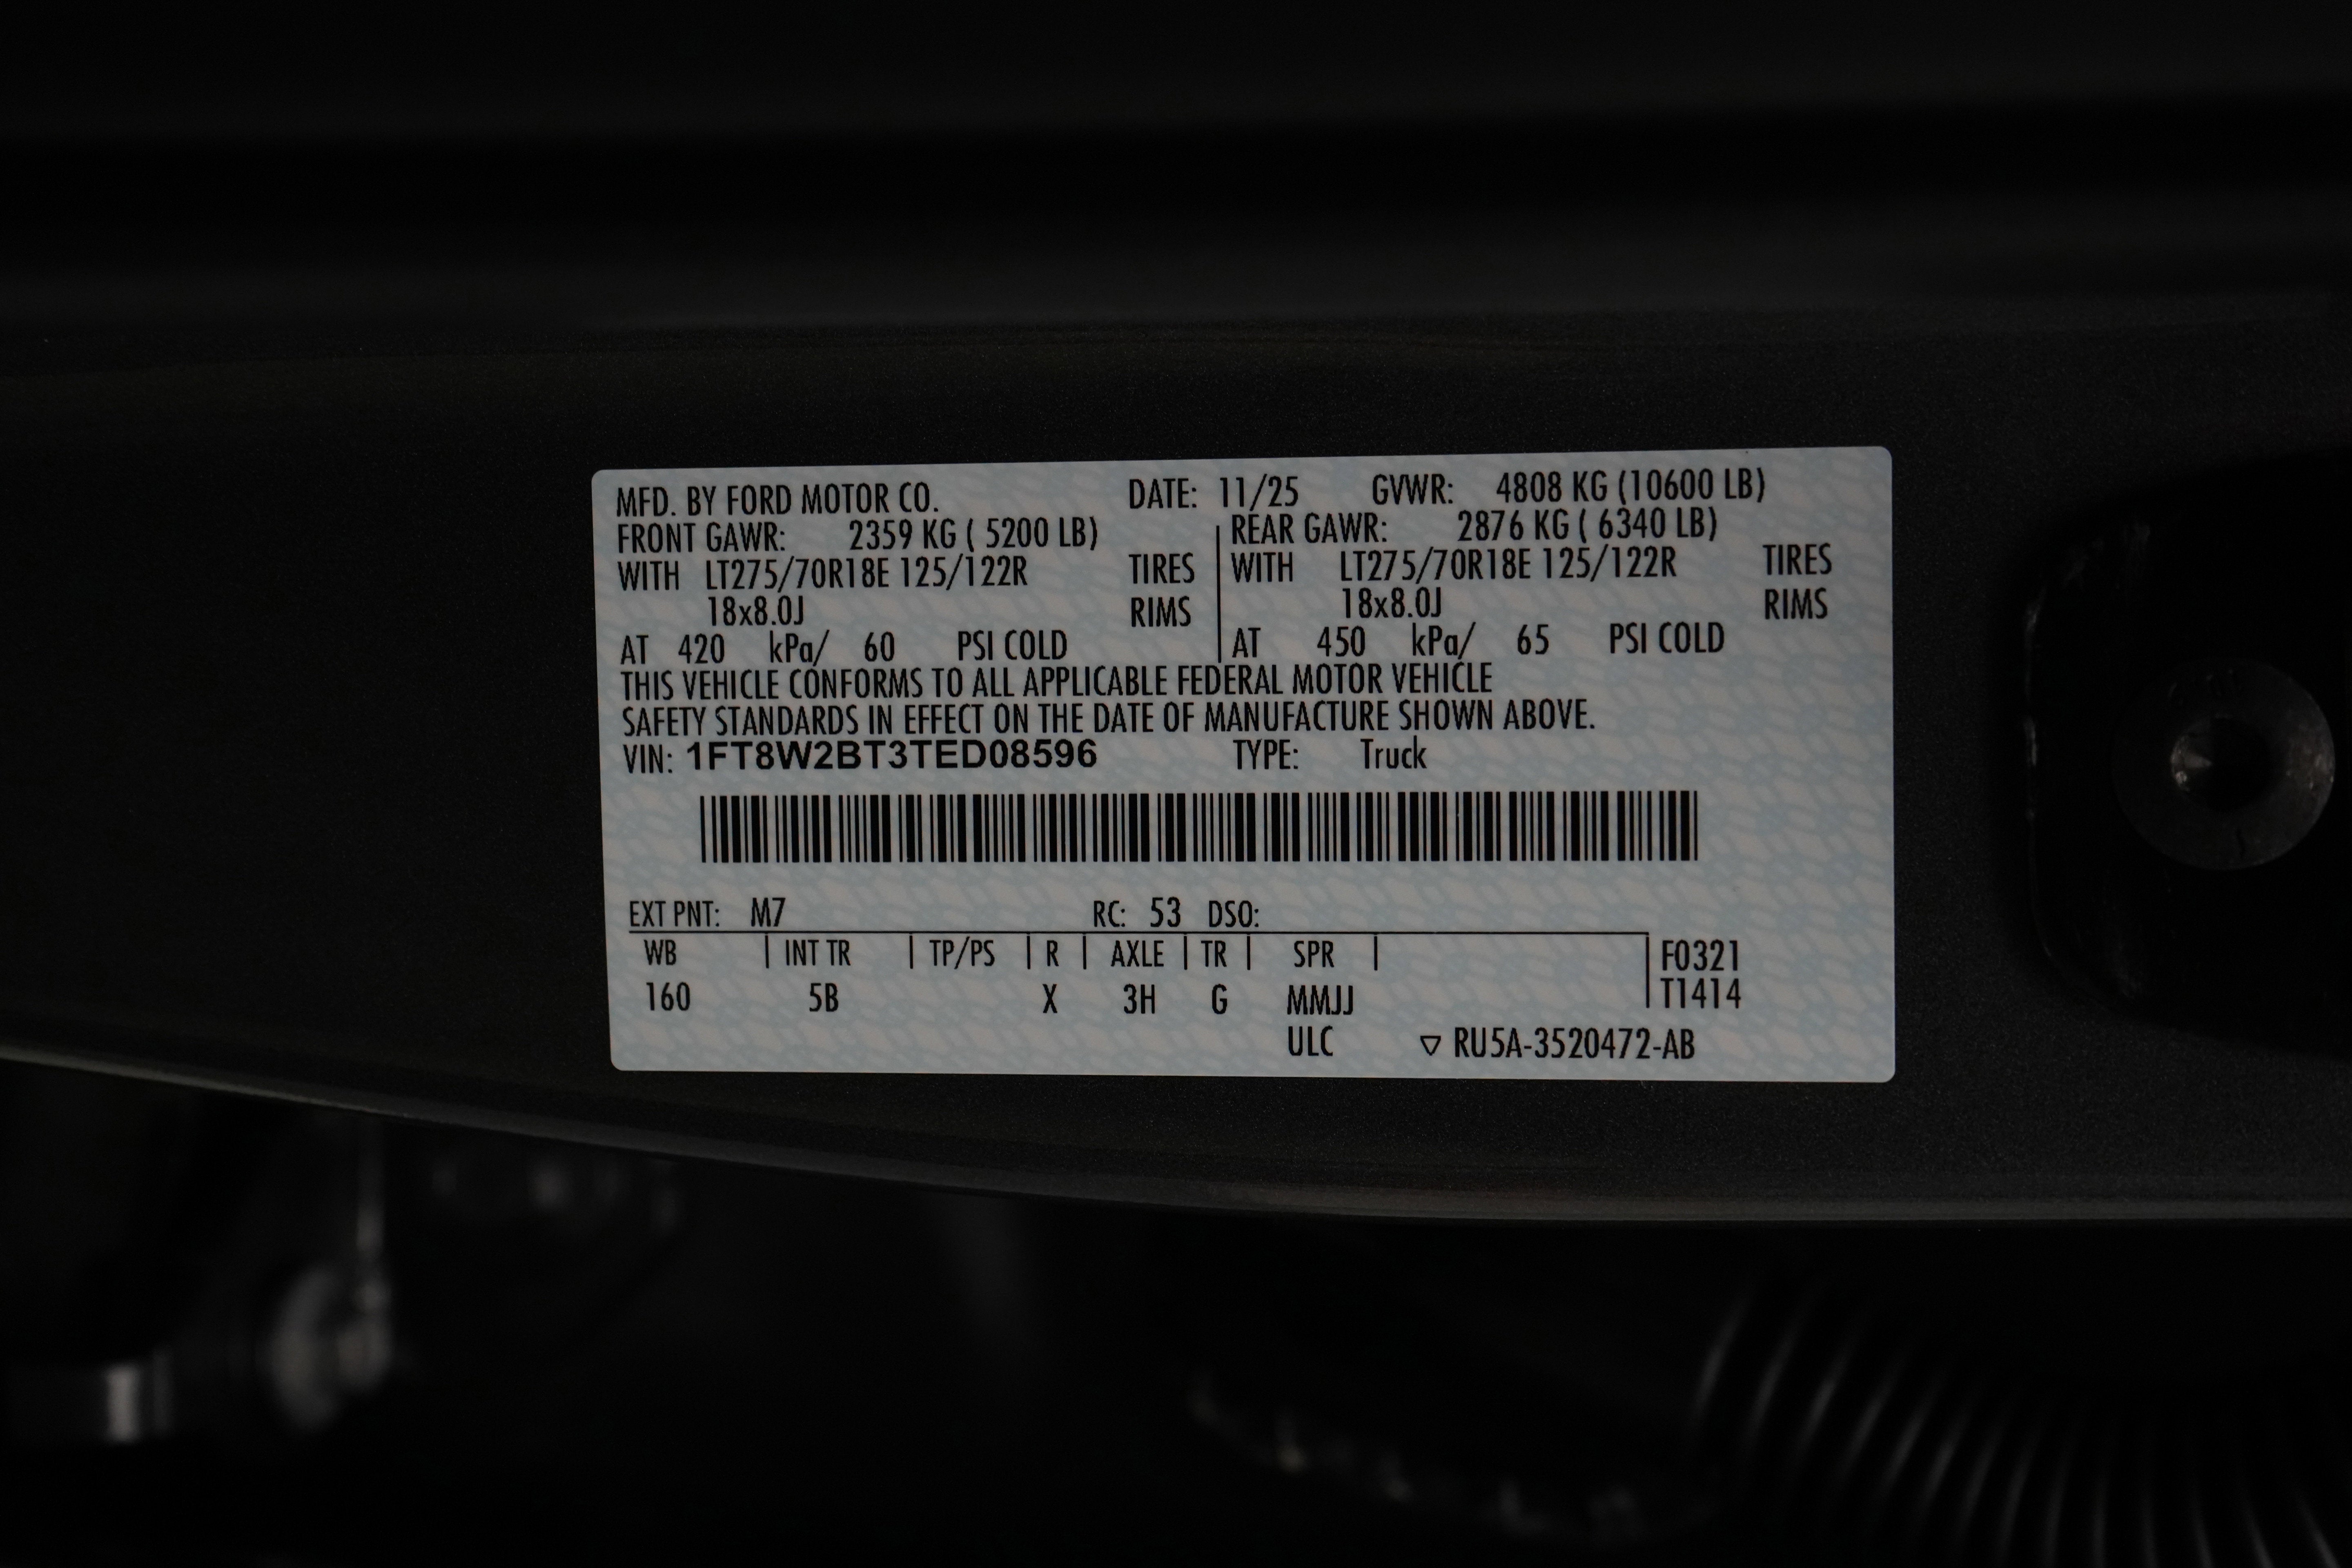 MFD. BY FORD MOTOR CO. DATE: 11/25 GVWR: 4808 KG (10600 LB)
FRONT GAWR: 2359 KG ( 5200 LB) REAR GAWR: 2876 KG ( 6340 LB)
WITH LT275/70R18E 125/122R TIRES WITH LT275/70R18E 125/122R TIRES
18x8.0J RIMS 18x8.0J RIMS
AT 420 kPa/ 60 PSI COLD AT 450 kPa/ 65 PSI COLD
THIS VEHICLE CONFORMS TO ALL APPLICABLE FEDERAL MOTOR VEHICLE
SAFETY STANDARDS IN EFFECT ON THE DATE OF MANUFACTURE SHOWN ABOVE.
VIN: 1FT8W2BT3TED08596 TYPE: Truck
EXT PNT: M7 RC: 53 DSO:
WB INT TR TP/PS R AXLE TR SPR F0321
160 5B X 3H G MMJJ T1414
ULC ▽ RU5A-3520472-AB